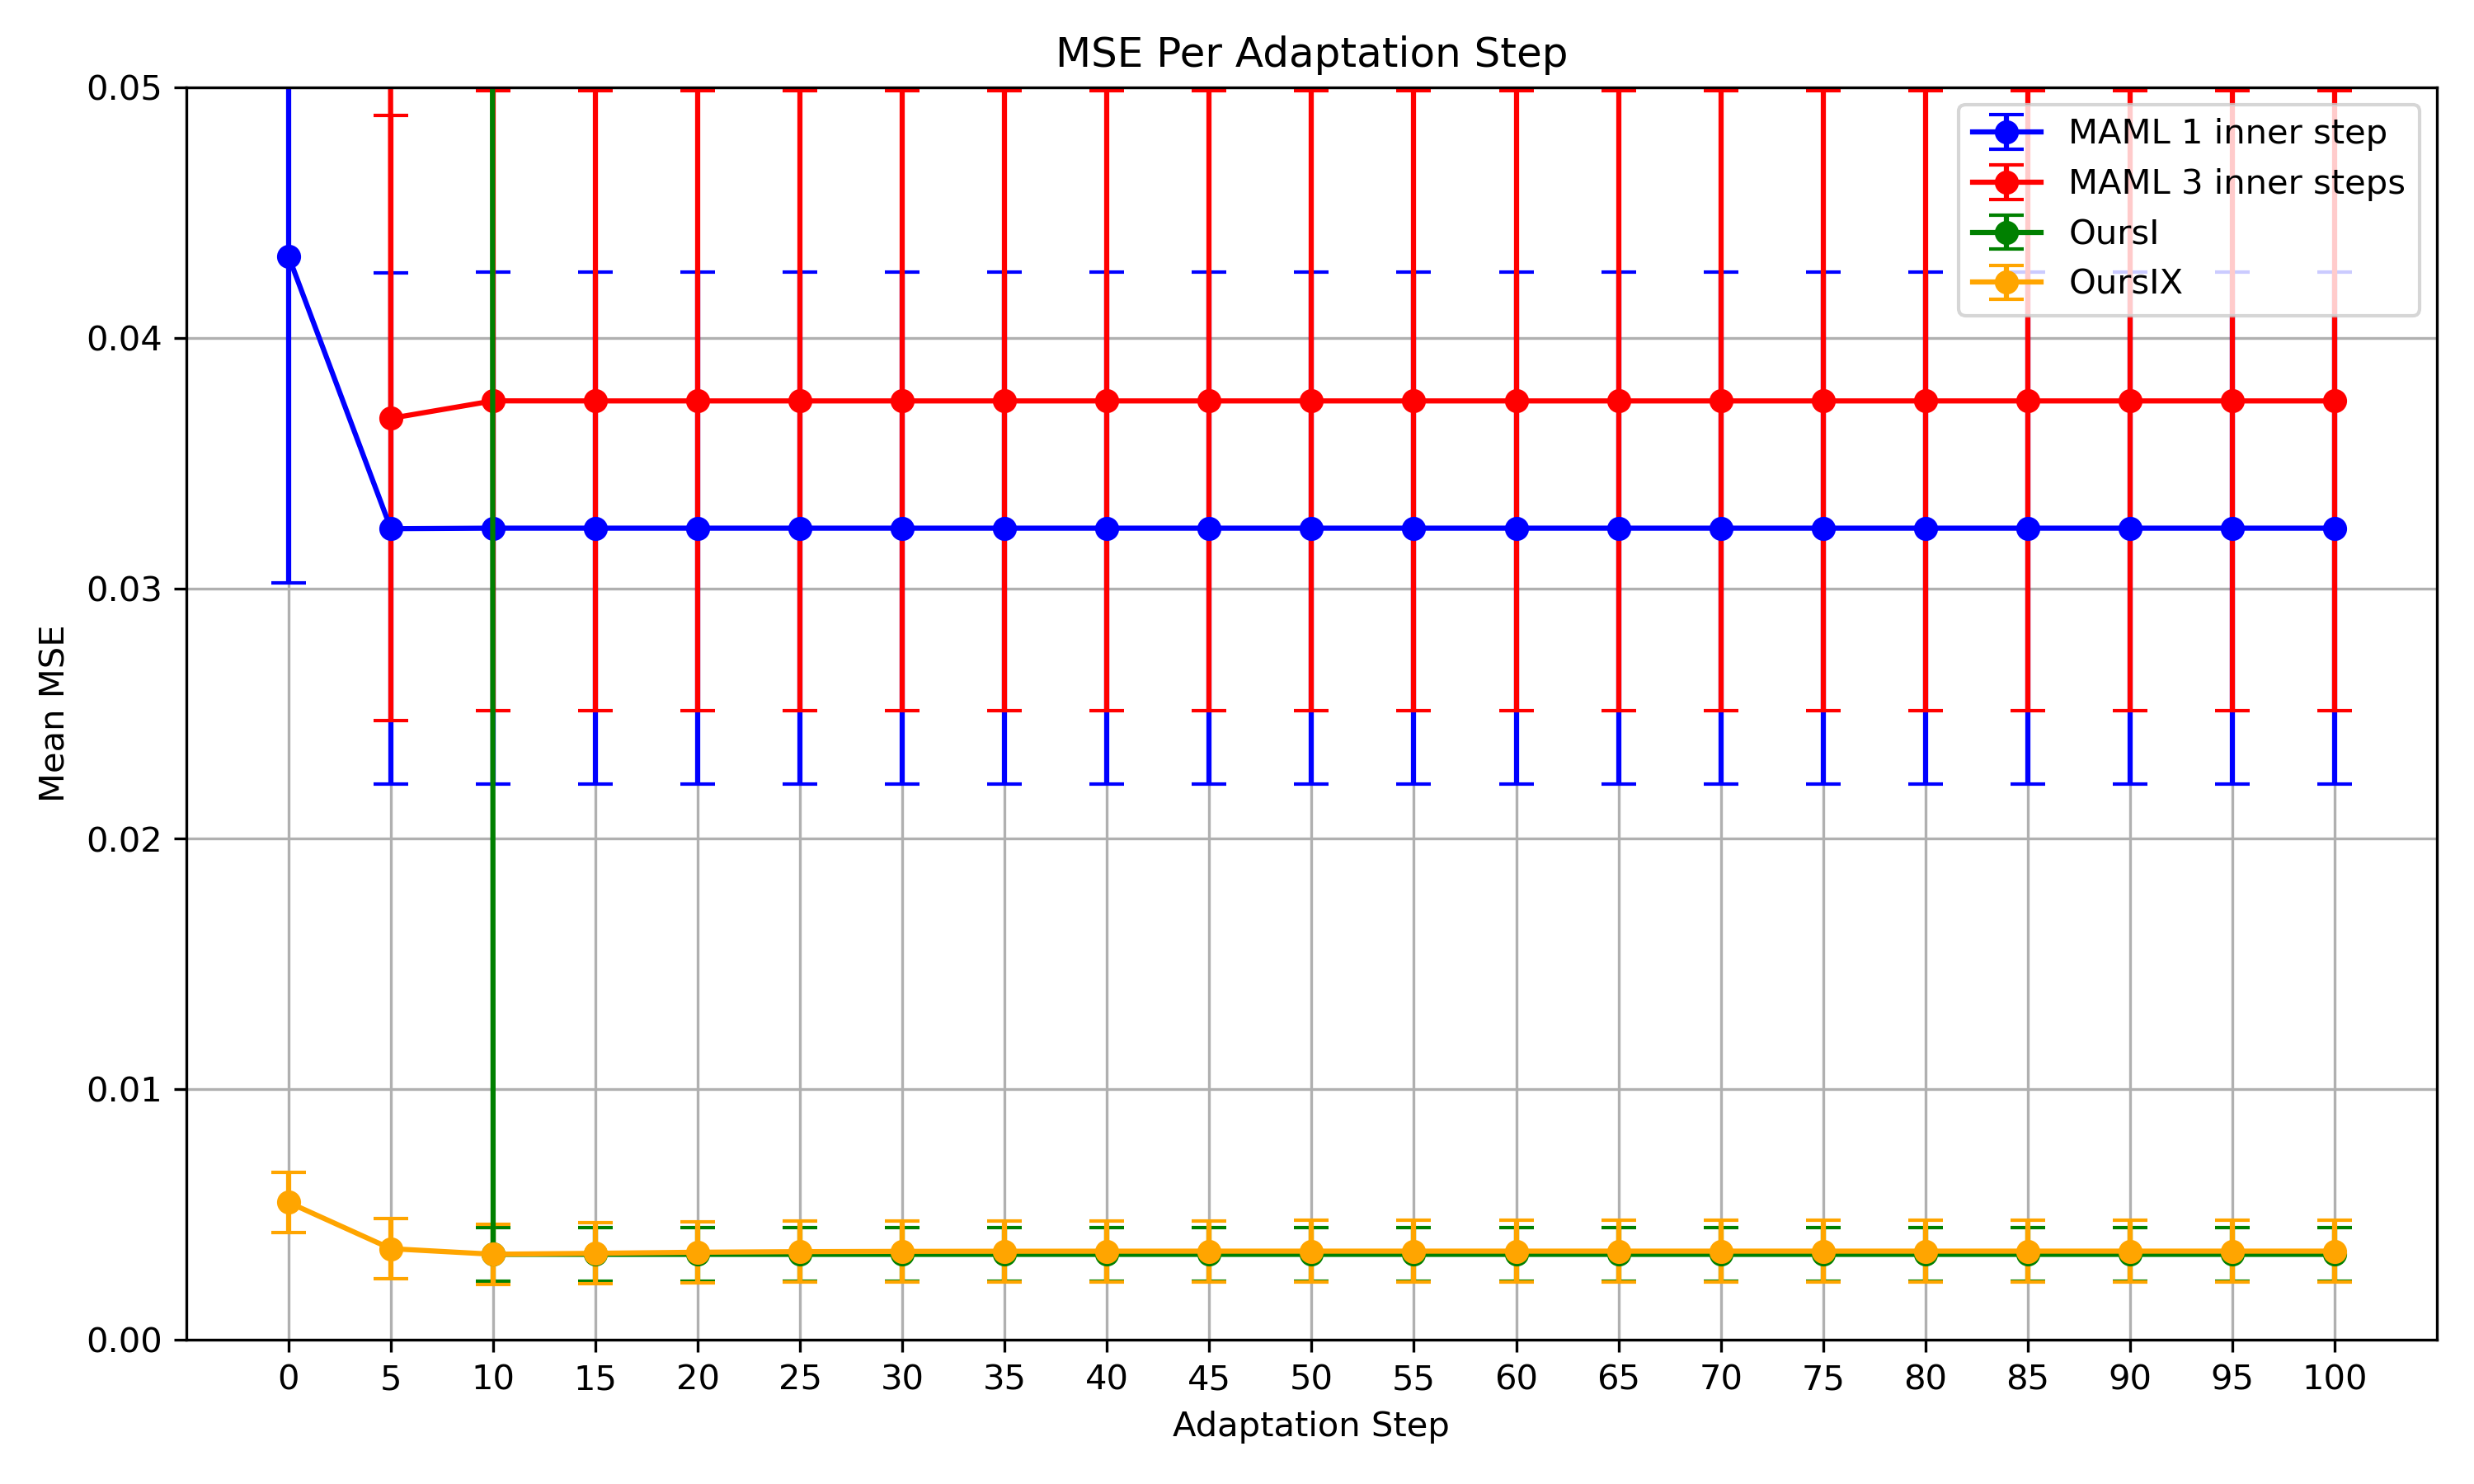 MSE Per Adaptation Step
0.05
0.04
0.03
0.02
0.01
0.00
Mean MSE
MAML 1 inner step
MAML 3 inner steps
OursI
OursIX
0 5 10 15 20 25 30 35 40 45 50 55 60 65 70 75 80 85 90 95 100
Adaptation Step